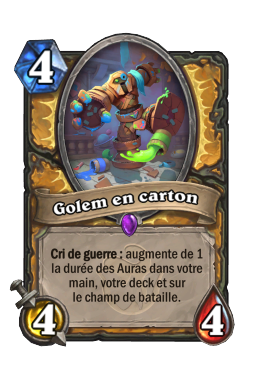 4
Golem en carton
Cri de guerre : augmente de 1
la durée des Auras dans votre
main, votre deck et sur
le champ de bataille.
4
4